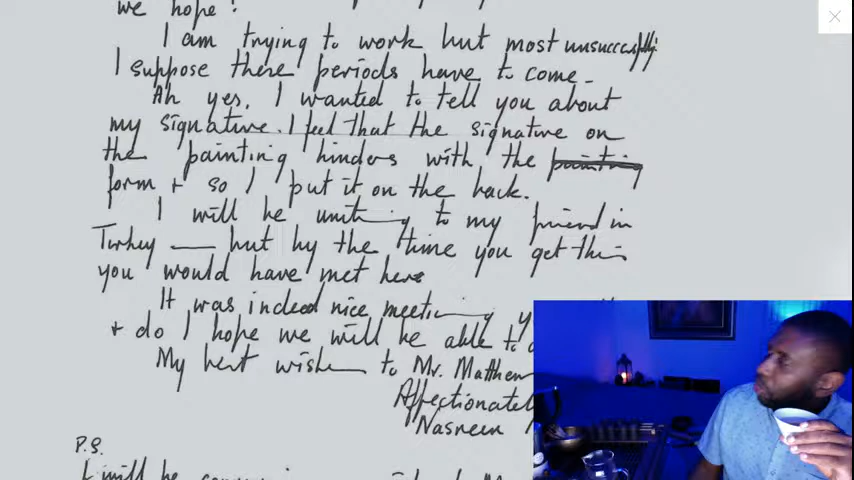 we hope!
I am trying to work but most unsuccessfully
I suppose these periods have to come –
Ah yes, I wanted to tell you about
my signature. I feel that the signature on
the painting hinders with the painting
form + so I put it on the back.
I will be writing to my friend in
Turkey — but by the time you get this
you would have met her
It was indeed nice meeting
+ do I hope we will be able to
My best wishes to Mr. Matthew
Affectionately
Nasreen
P.S.
I will be